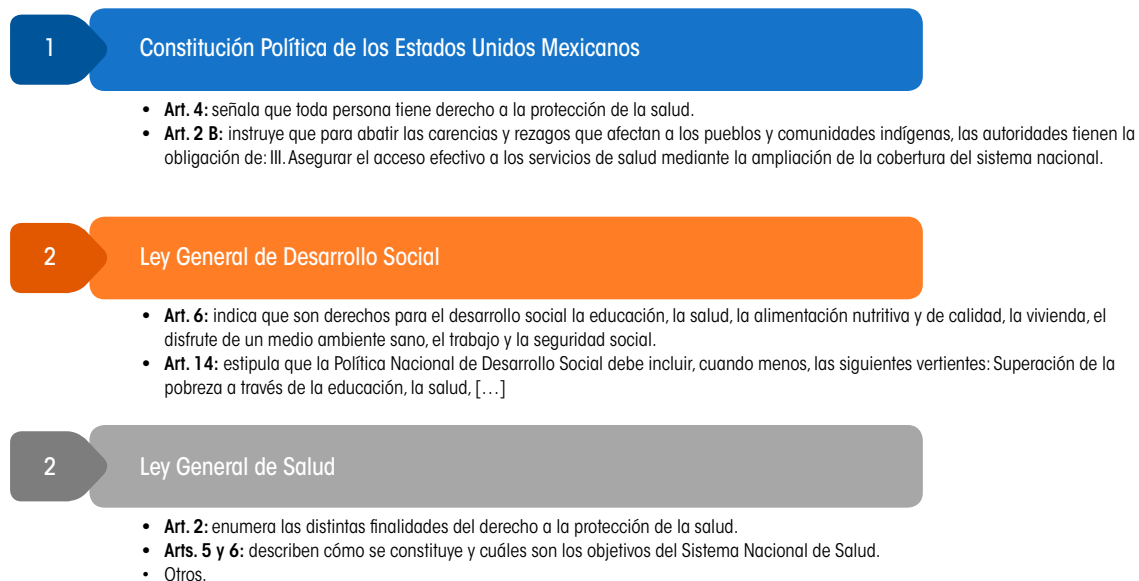 1
Constitución Política de los Estados Unidos Mexicanos
• Art. 4: señala que toda persona tiene derecho a la protección de la salud.
• Art. 2 B: instruye que para abatir las carencias y rezagos que afectan a los pueblos y comunidades indígenas, las autoridades tienen la
obligación de: III. Asegurar el acceso efectivo a los servicios de salud mediante la ampliación de la cobertura del sistema nacional.
2
Ley General de Desarrollo Social
• Art. 6: indica que son derechos para el desarrollo social la educación, la salud, la alimentación nutritiva y de calidad, la vivienda, el
disfrute de un medio ambiente sano, el trabajo y la seguridad social.
• Art. 14: estipula que la Política Nacional de Desarrollo Social debe incluir, cuando menos, las siguientes vertientes: Superación de la
pobreza a través de la educación, la salud, […]
2
Ley General de Salud
• Art. 2: enumera las distintas finalidades del derecho a la protección de la salud.
• Arts. 5 y 6: describen cómo se constituye y cuáles son los objetivos del Sistema Nacional de Salud.
• Otros.